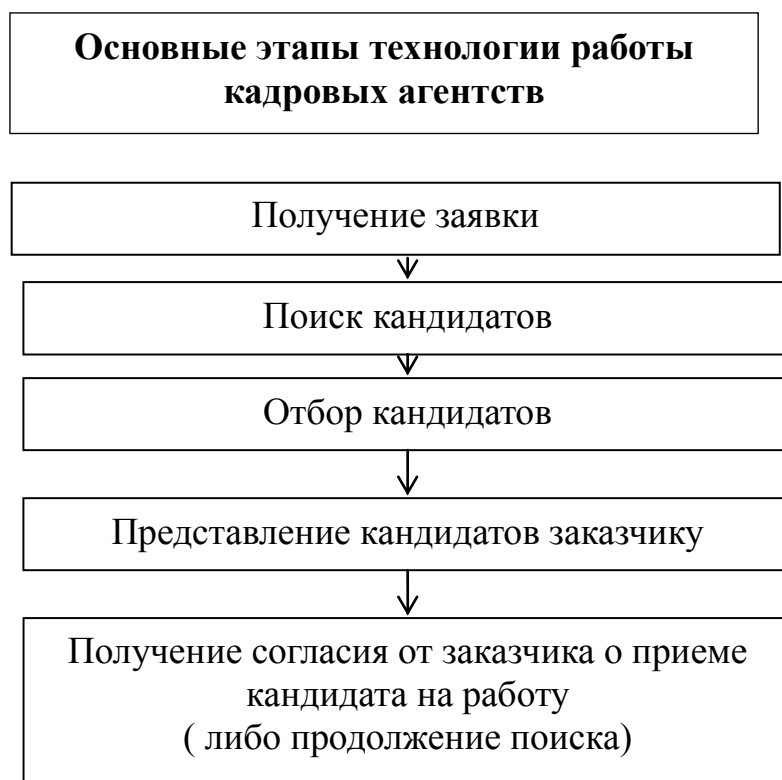 Основные этапы технологии работы
кадровых агентств
Получение заявки
Поиск кандидатов
Отбор кандидатов
Представление кандидатов заказчику
Получение согласия от заказчика о приеме
кандидата на работу
( либо продолжение поиска)